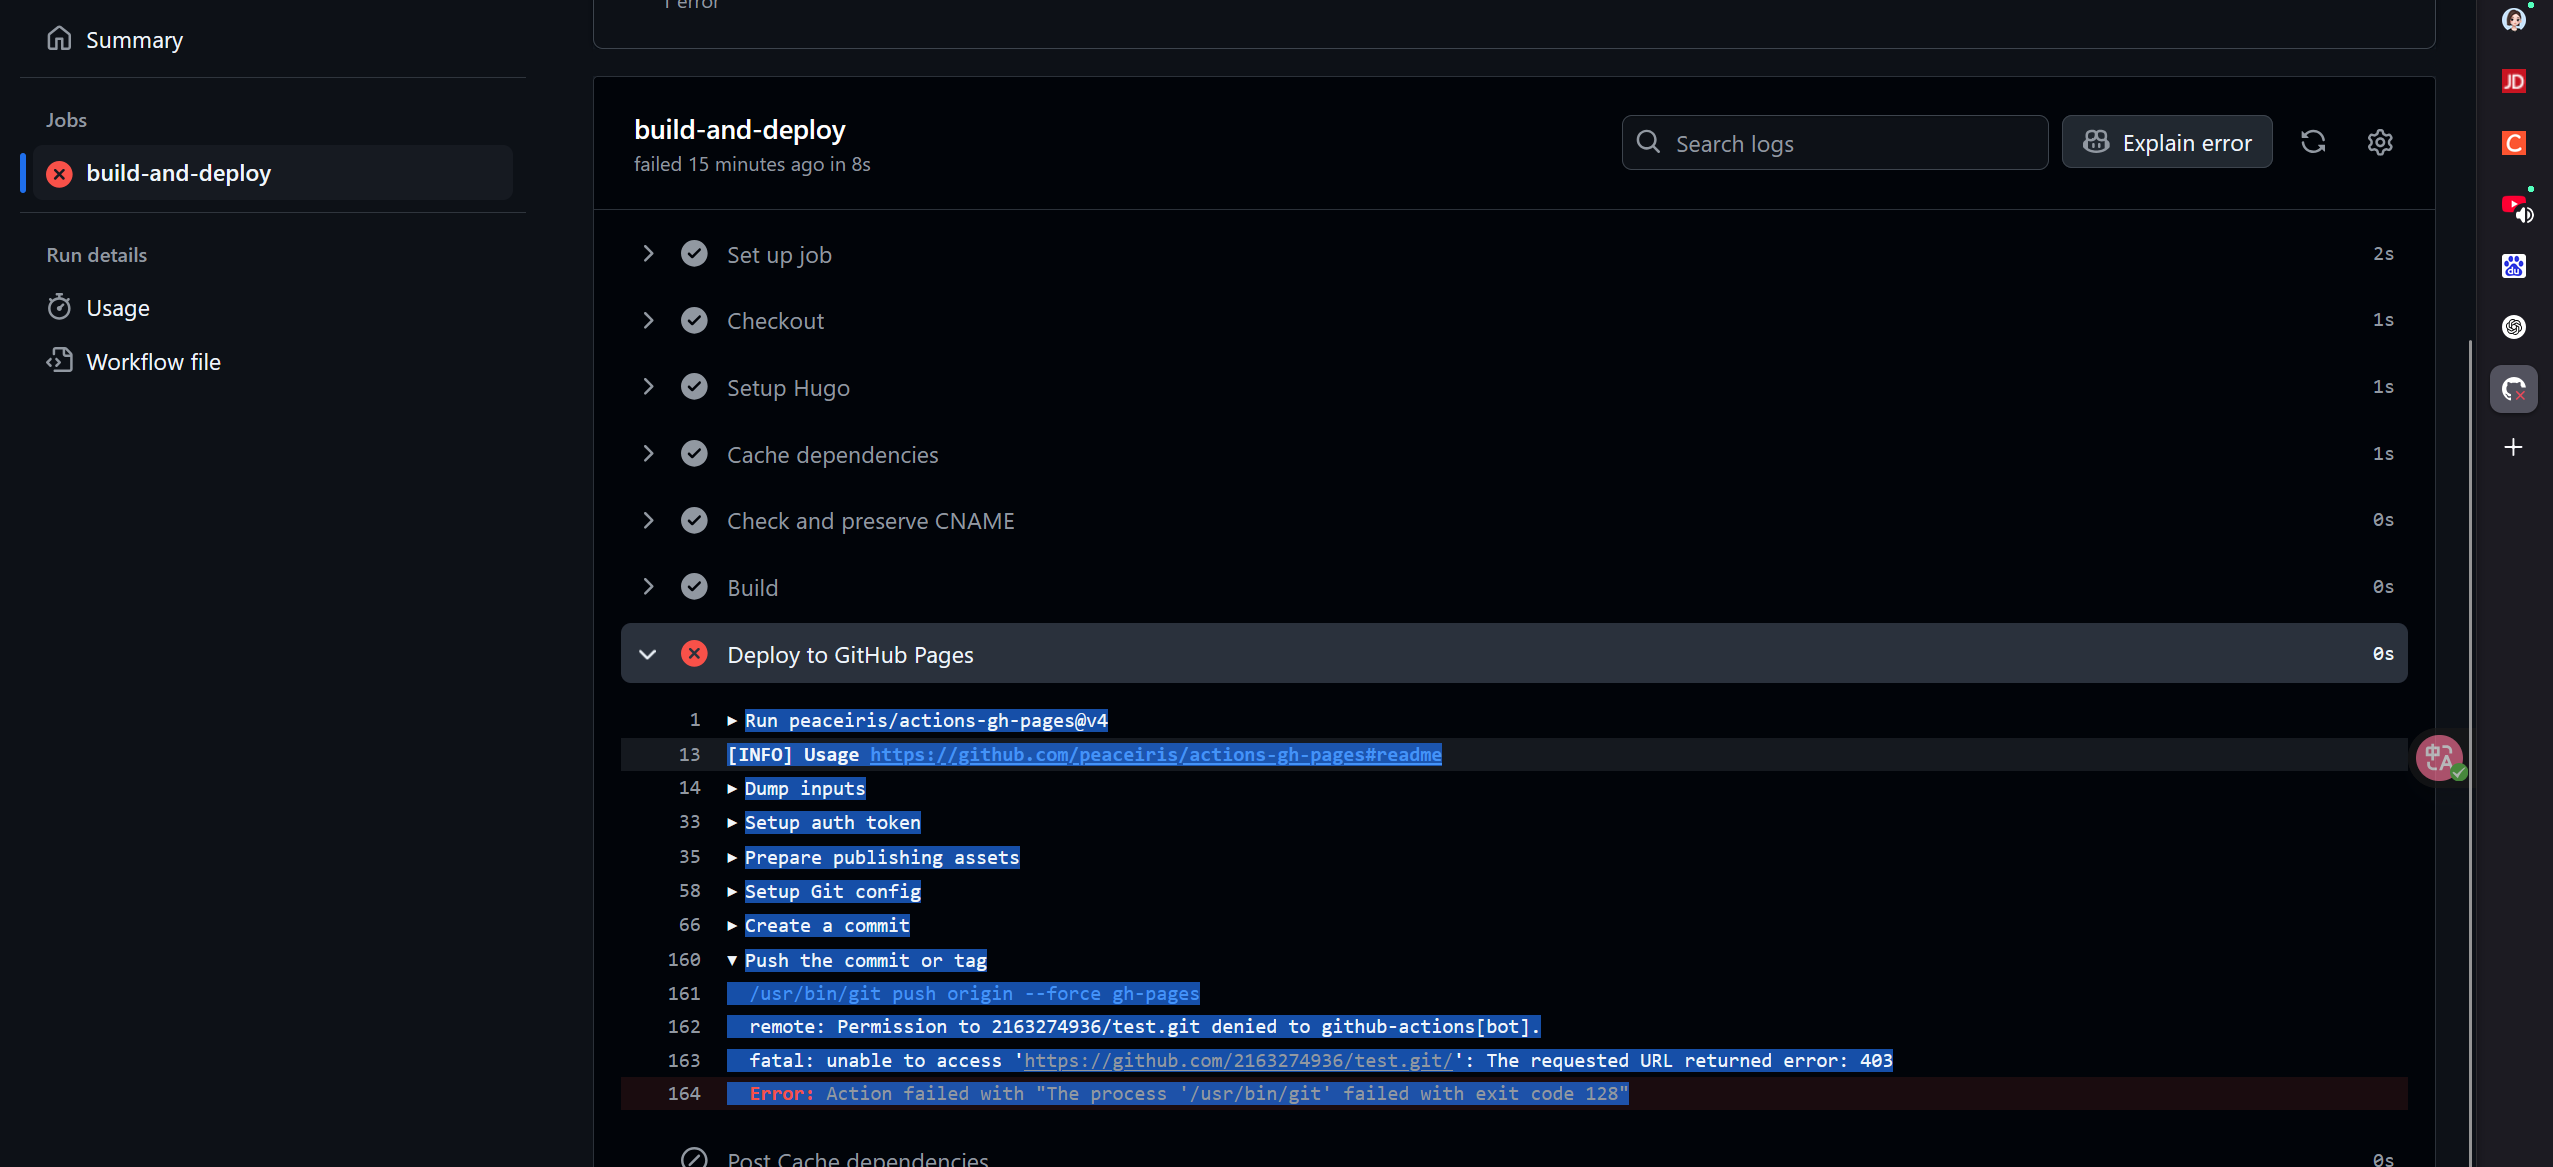 1 error
Summary
Jobs
build-and-deploy
Run details
Usage
Workflow file
build-and-deploy
failed 15 minutes ago in 8s
Search logs
Explain error
Set up job 2s
Checkout 1s
Setup Hugo 1s
Cache dependencies 1s
Check and preserve CNAME 0s
Build 0s
Deploy to GitHub Pages 0s
1 ▶ Run peaceiris/actions-gh-pages@v4
13 [INFO] Usage https://github.com/peaceiris/actions-gh-pages#readme
14 ▶ Dump inputs
33 ▶ Setup auth token
35 ▶ Prepare publishing assets
58 ▶ Setup Git config
66 ▶ Create a commit
160 ▼ Push the commit or tag
161 /usr/bin/git push origin --force gh-pages
162 remote: Permission to 2163274936/test.git denied to github-actions[bot].
163 fatal: unable to access 'https://github.com/2163274936/test.git/': The requested URL returned error: 403
164 Error: Action failed with "The process '/usr/bin/git' failed with exit code 128"
Post Cache dependencies 0s
JD
C
du
中A